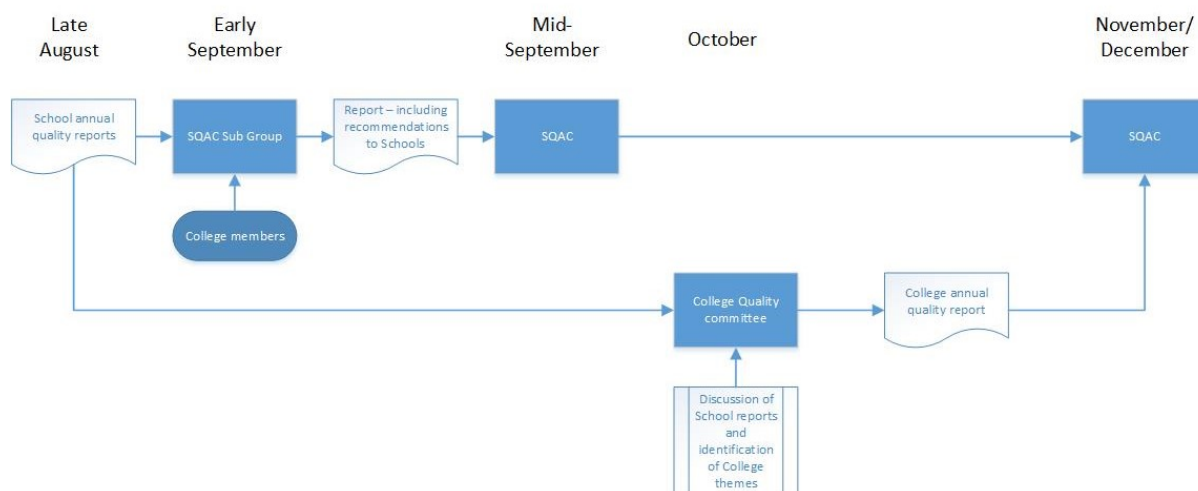 Late
August
Early
September
Mid-
September
October
November/
December
School annual
quality reports
SQAC Sub Group
Report – including
recommendations
to Schools
SQAC
SQAC
College members
College Quality
committee
College annual
quality report
Discussion of
School reports
and
identification
of College
themes